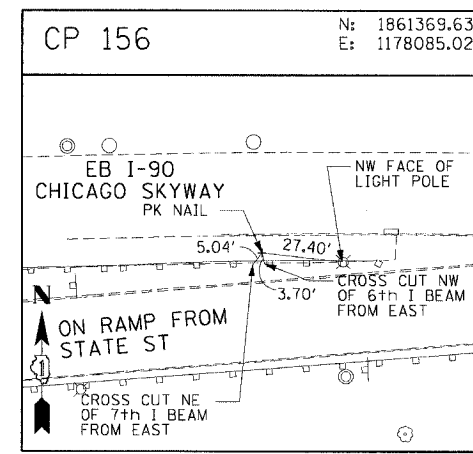 CP 156
N: 1861369.63
E: 1178085.02
EB I-90
CHICAGO SKYWAY
PK NAIL
NW FACE OF
LIGHT POLE
5.04'
27.40'
3.70'
CROSS CUT NW
OF 6th I BEAM
FROM EAST
N
ON RAMP FROM
STATE ST
1
CROSS CUT NE
OF 7th I BEAM
FROM EAST